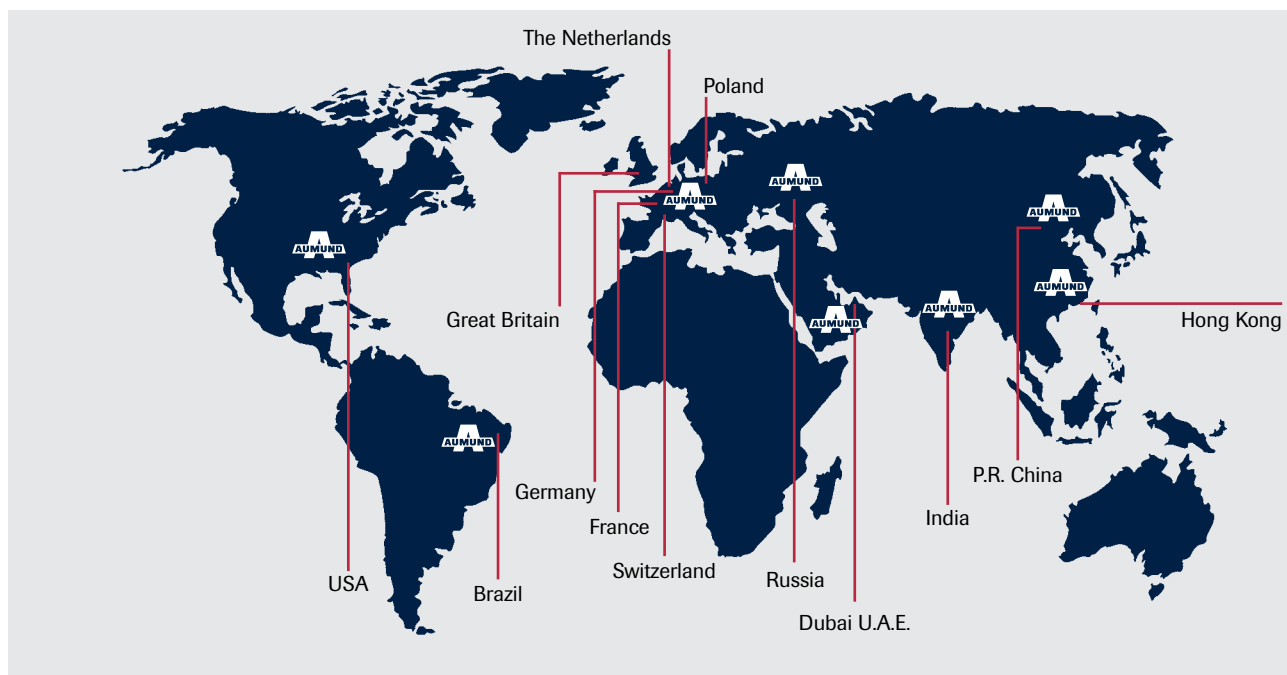 The Netherlands
Poland
AUMUND
AUMUND
AUMUND
AUMUND
AUMUND
AUMUND
Great Britain
AUMUND
Hong Kong
AUMUND
P.R. China
Germany
India
France
Switzerland
Russia
USA
Brazil
Dubai U.A.E.